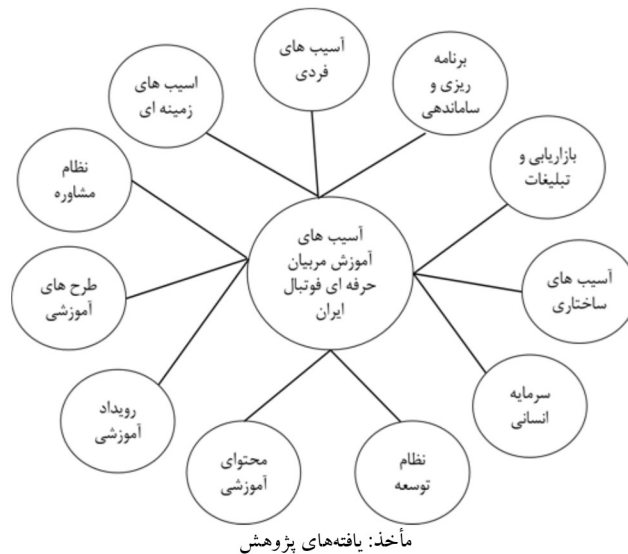 آسیب های
فردی
برنامه
ریزی و
ساماندهی
اسیب های
زمینه ای
بازاریابی و
تبلیغات
نظام
مشاوره
آسیب های
آموزش مربیان
حرفه ای فوتبال
ایران
آسیب های
ساختاری
طرح های
آموزشی
سرمایه
انسانی
رویداد
آموزشی
نظام
توسعه
محتوای
آموزشی
مأخذ: یافته‌های پژوهش